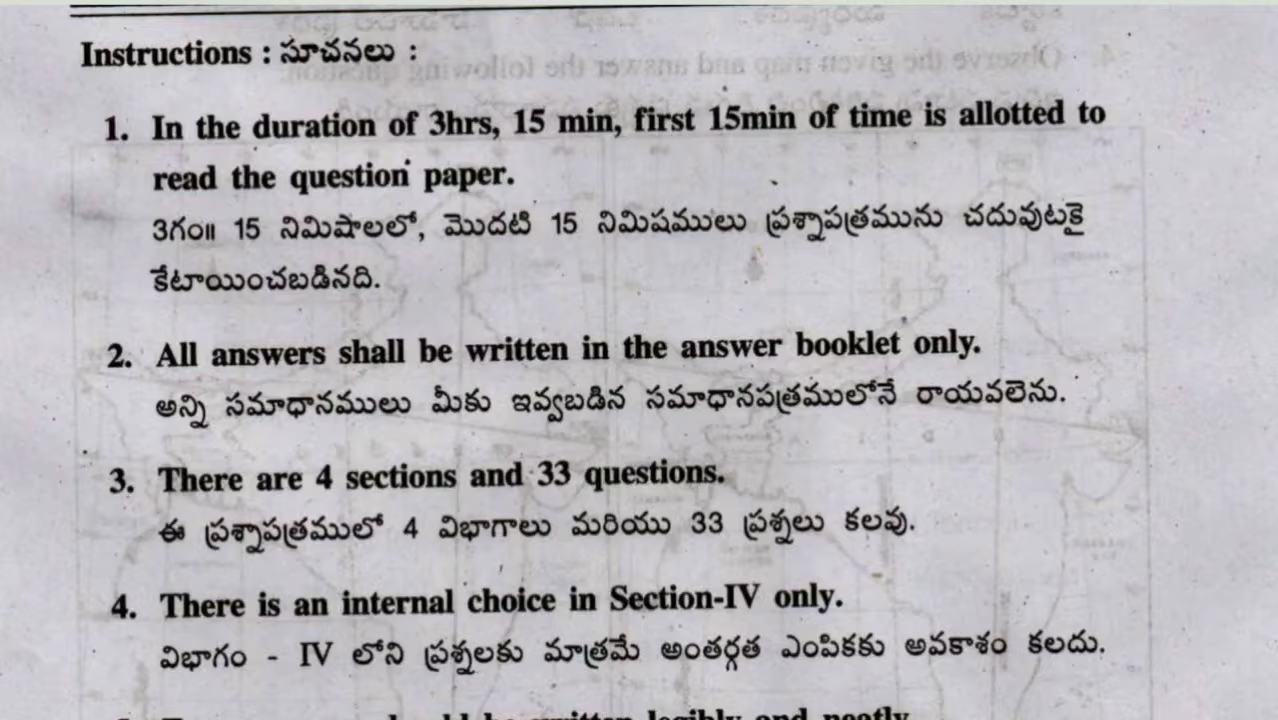 Instructions : సూచనలు :
1. In the duration of 3hrs, 15 min, first 15min of time is allotted to
read the question paper.
3గం॥ 15 నిమిషాలలో, మొదటి 15 నిమిషములు ప్రశ్నాపత్రమును చదువుటకై
కేటాయించబడినది.
2. All answers shall be written in the answer booklet only.
అన్ని సమాధానములు మీకు ఇవ్వబడిన సమాధానపత్రములోనే రాయవలెను.
3. There are 4 sections and 33 questions.
ఈ ప్రశ్నాపత్రములో 4 విభాగాలు మరియు 33 ప్రశ్నలు కలవు.
4. There is an internal choice in Section-IV only.
విభాగం - IV లోని ప్రశ్నలకు మాత్రమే అంతర్గత ఎంపికకు అవకాశం కలదు.
written legibly and neatly